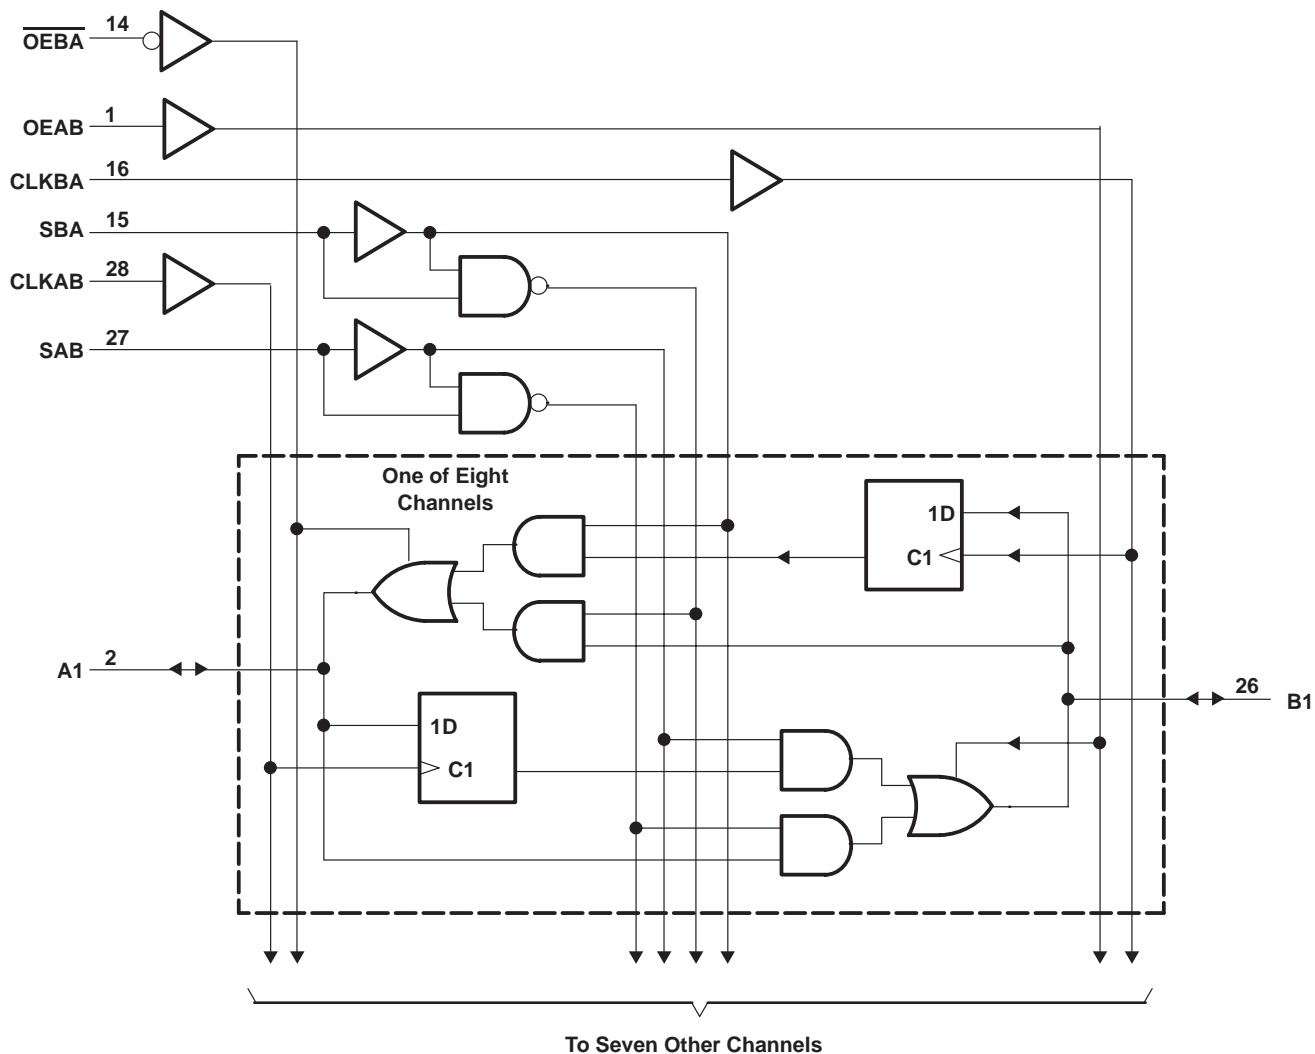 OEBA 14
OEAB 1
CLKBA 16
SBA 15
CLKAB 28
SAB 27
One of Eight
Channels
1D
C1
A1 2
26 B1
1D
C1
To Seven Other Channels